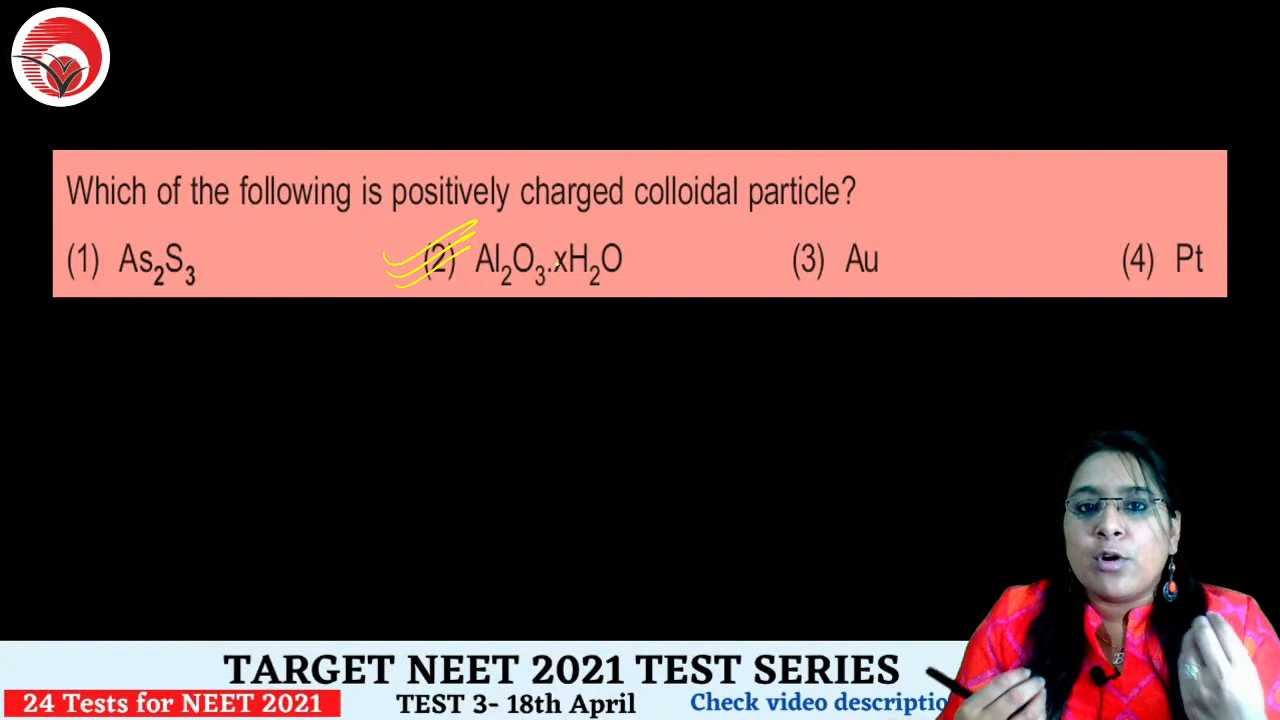 Which of the following is positively charged colloidal particle?
(1) As₂S₃ (2) Al₂O₃.xH₂O (3) Au (4) Pt
TARGET NEET 2021 TEST SERIES
24 Tests for NEET 2021 TEST 3- 18th April Check video descriptio